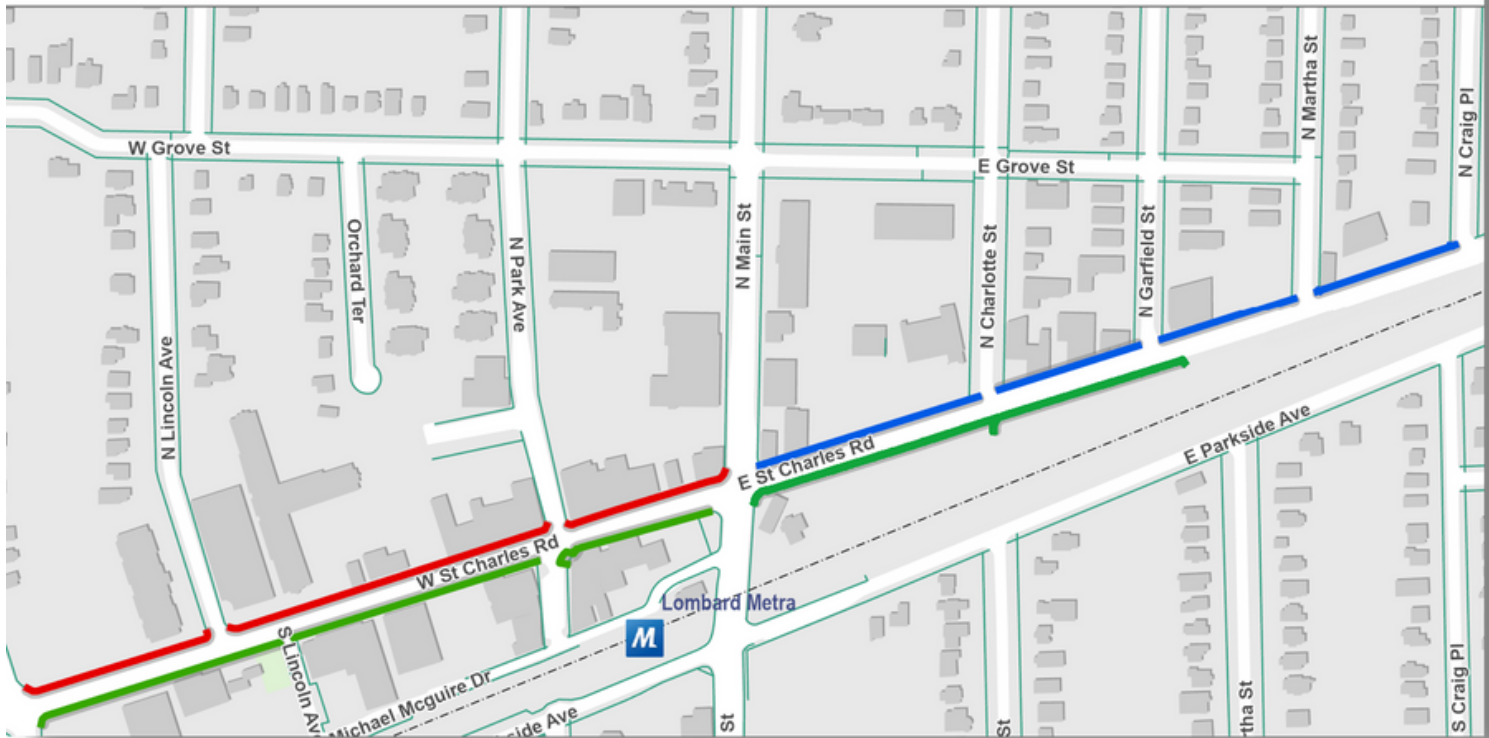 N Martha St
N Craig Pl
W Grove St
E Grove St
Orchard Ter
N Park Ave
N Main St
N Charlotte St
N Garfield St
N Lincoln Ave
E St Charles Rd
E Parkside Ave
W St Charles Rd
Lombard Metra
M
S Lincoln Av
Michael Mcguire Dr
side Ave
St
St
rtha St
S Craig Pl